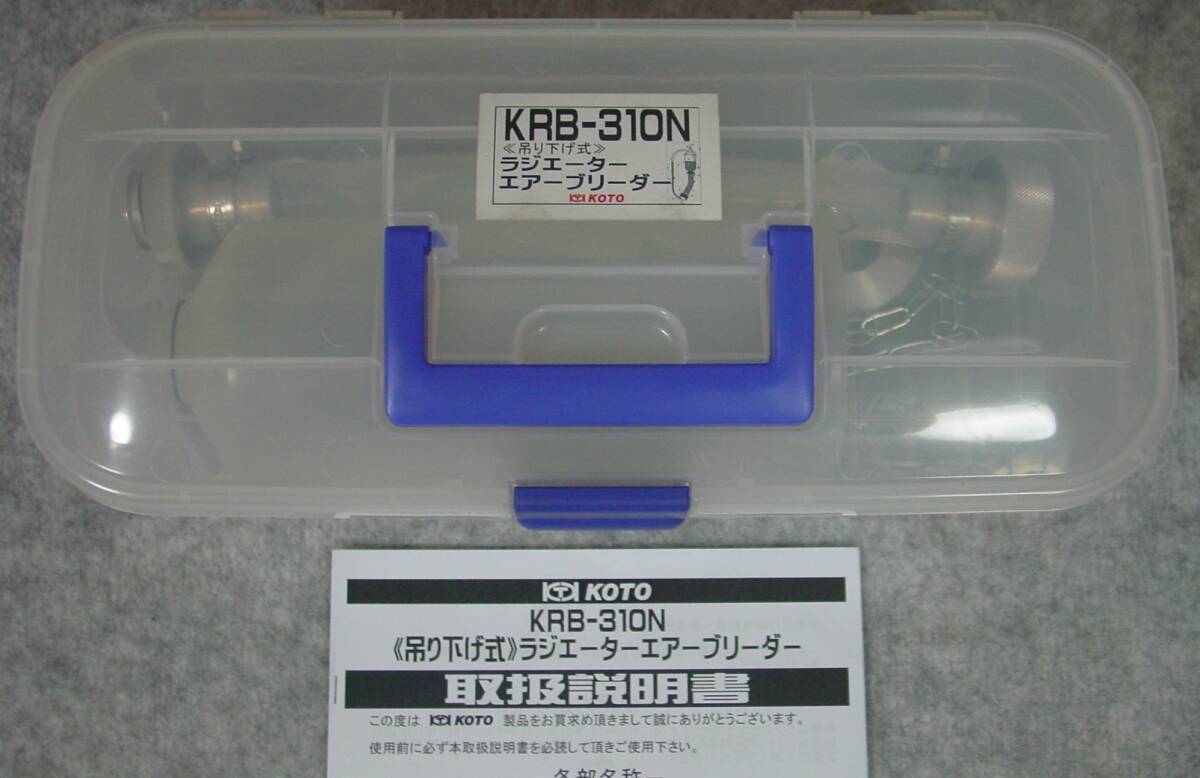 KRB-310N
《吊り下げ式》
ラジエーター
エアーブリーダー
KOTO
KOTO
KRB-310N
《吊り下げ式》ラジエーターエアーブリーダー
取扱説明書
この度は KOTO 製品をお買求め頂きまして誠にありがとうございます。
使用前に必ず本取扱説明書を必読して頂きご使用下さい。
各部名称ー